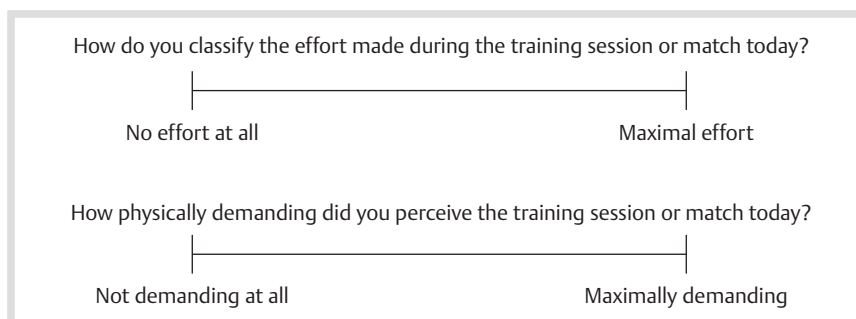 How do you classify the effort made during the training session or match today?
No effort at all
Maximal effort
How physically demanding did you perceive the training session or match today?
Not demanding at all
Maximally demanding